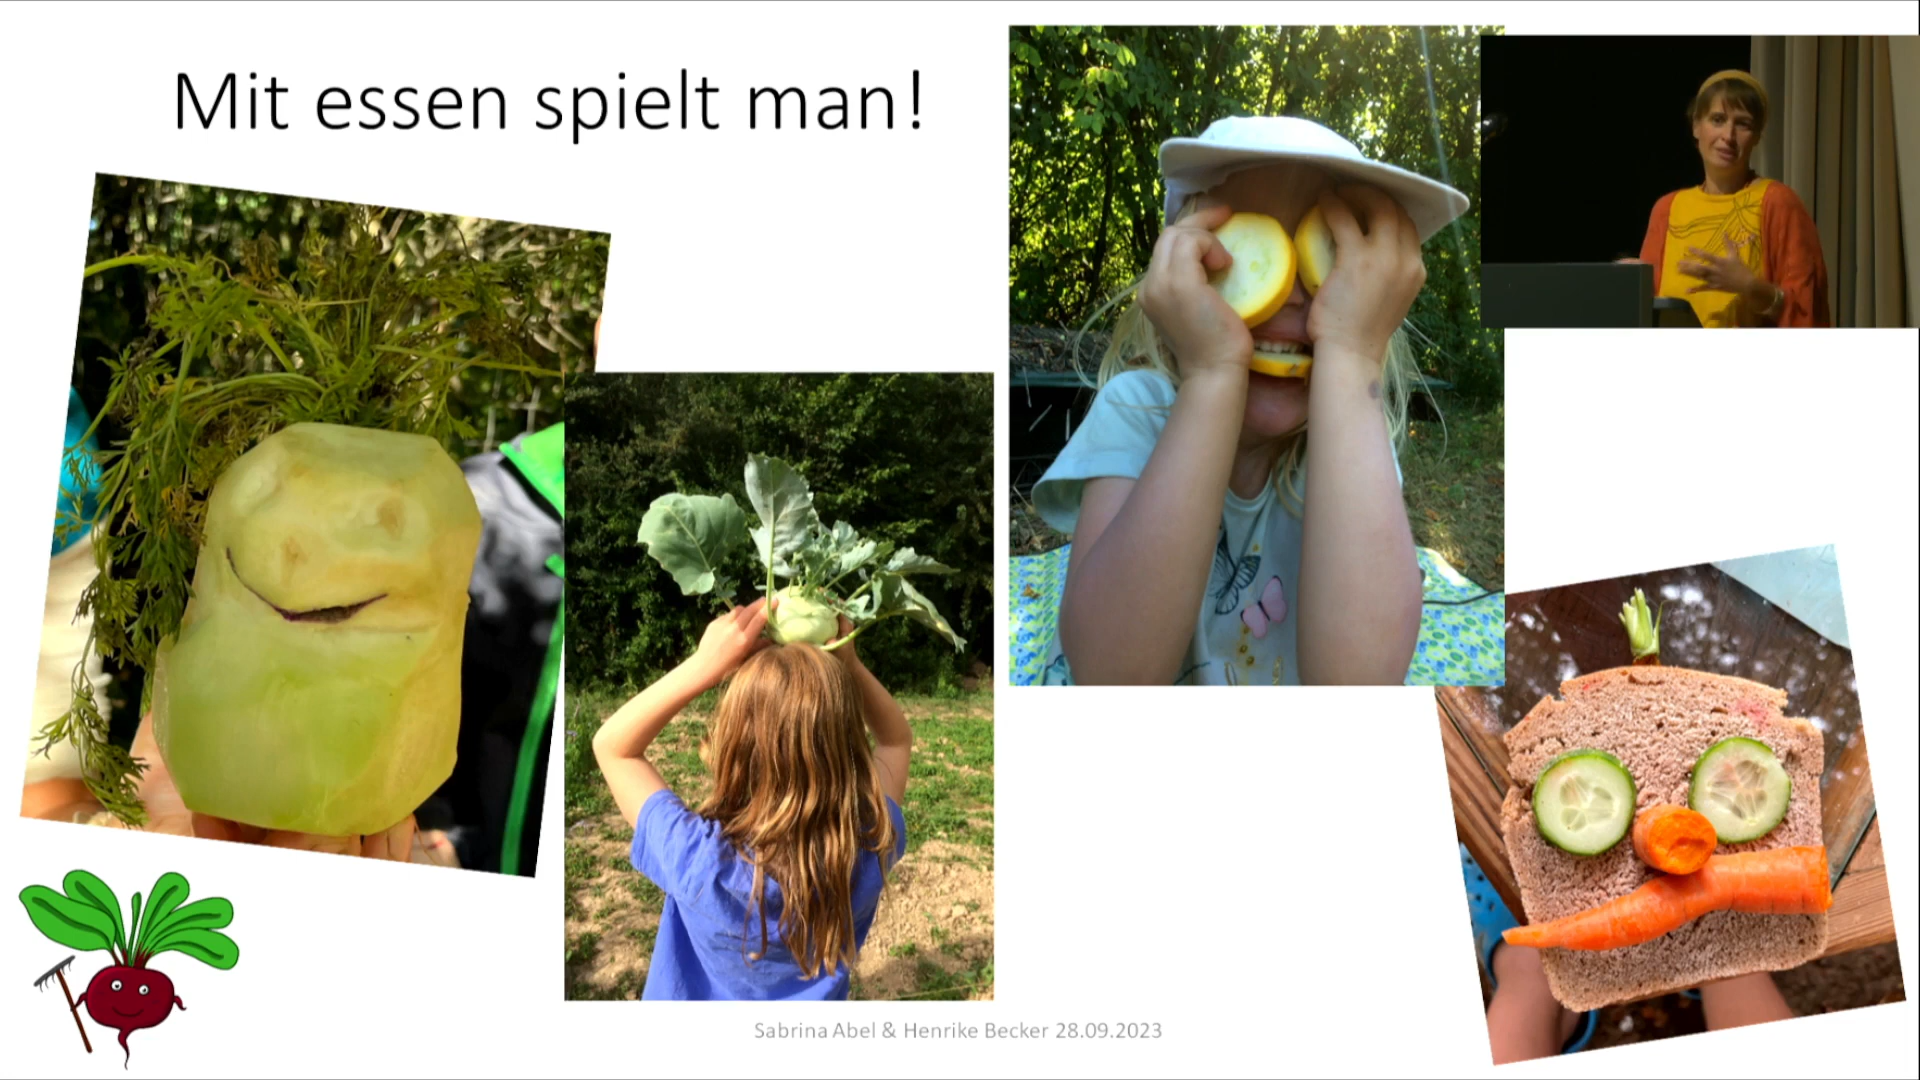 Mit essen spielt man!
Sabrina Abel & Henrike Becker 28.09.2023